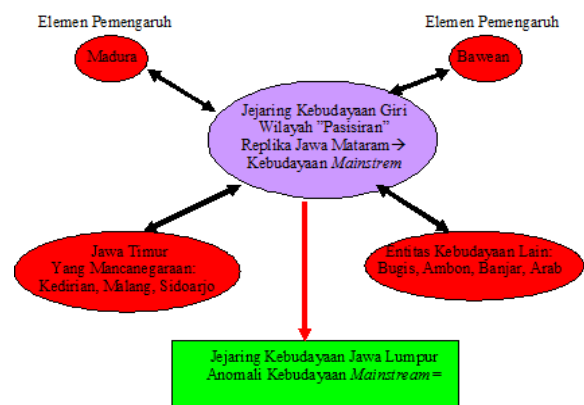 Elemen Pemengaruh
Elemen Pemengaruh
Madura
Bawean
Jejaring Kebudayaan Giri
Wilayah "Pasisiran"
Replika Jawa Mataram →
Kebudayaan Mainstrem
Jawa Timur
Yang Mancanegaraan:
Kedirian, Malang, Sidoarjo
Entitas Kebudayaan Lain:
Bugis, Ambon, Banjar, Arab
Jejaring Kebudayaan Jawa Lumpur
Anomali Kebudayaan Mainstream =